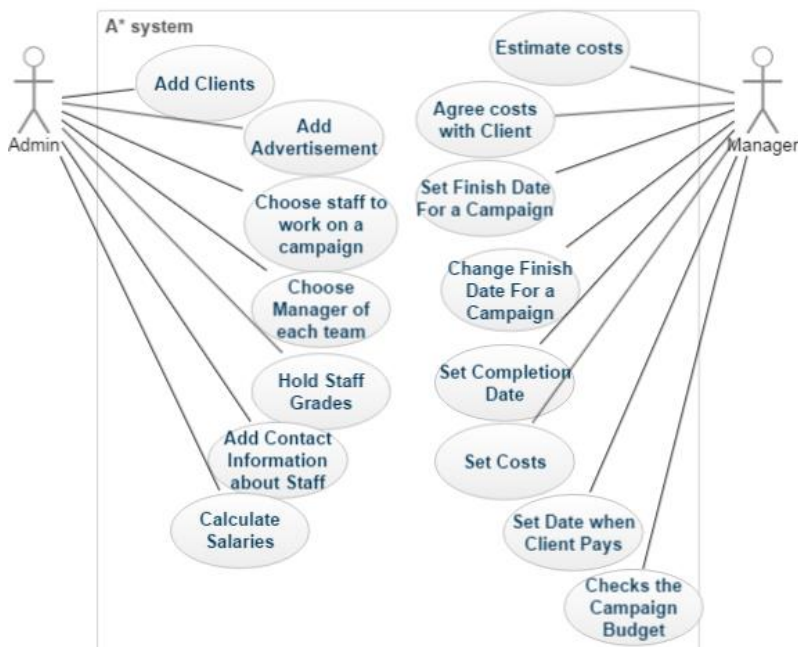 A* system
Estimate costs
Add Clients
Agree costs
with Client
Add
Advertisement
Admin
Manager
Set Finish Date
For a Campaign
Choose staff to
work on a
campaign
Change Finish
Date For a
Campaign
Choose
Manager of
each team
Set Completion
Date
Hold Staff
Grades
Add Contact
Information
about Staff
Set Costs
Calculate
Salaries
Set Date when
Client Pays
Checks the
Campaign
Budget